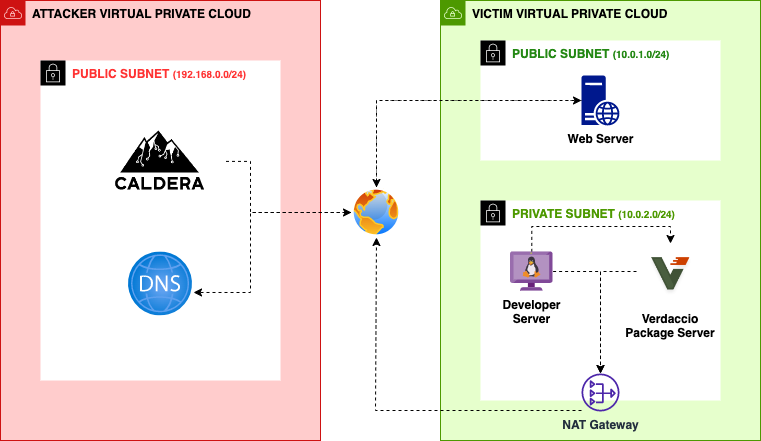 ATTACKER VIRTUAL PRIVATE CLOUD
PUBLIC SUBNET (192.168.0.0/24)
CALDERA
DNS
VICTIM VIRTUAL PRIVATE CLOUD
PUBLIC SUBNET (10.0.1.0/24)
Web Server
PRIVATE SUBNET (10.0.2.0/24)
Developer
Server
Verdaccio
Package Server
NAT Gateway